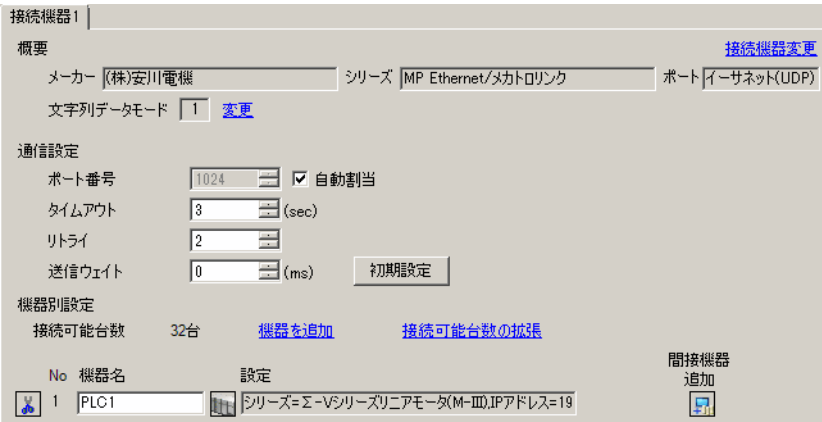 接続機器1
概要 接続機器変更
メーカー (株)安川電機 シリーズ MP Ethernet/メカトロリンク ポート イーサネット(UDP)
文字列データモード 1 変更
通信設定
ポート番号 1024 自動割当
タイムアウト 3 (sec)
リトライ 2
送信ウェイト 0 (ms) 初期設定
機器別設定
接続可能台数 32台 機器を追加 接続可能台数の拡張
間接機器
No 機器名 設定 追加
1 PLC1 シリーズ=Σ-Vシリーズリニアモータ(M-Ⅲ),IPアドレス=19